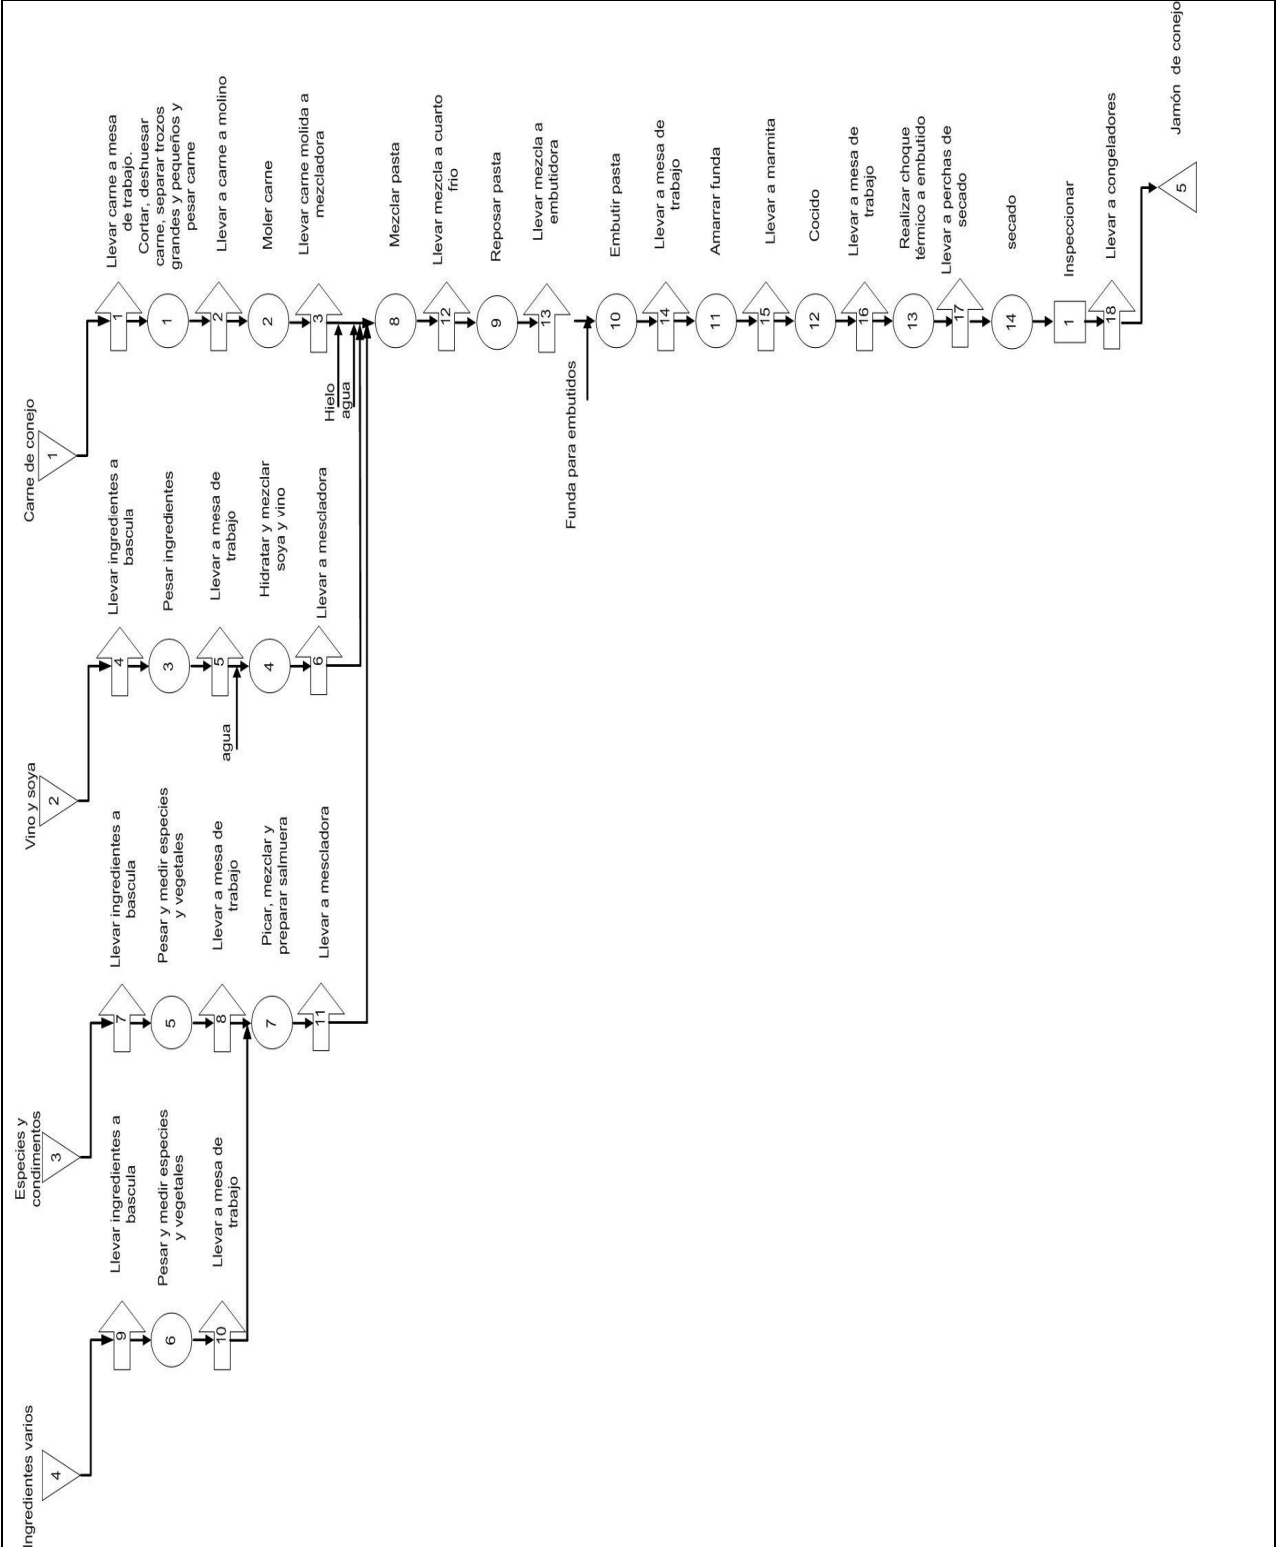 Ingredientes varios
4
9
Llevar ingredientes a
bascula
6
Pesar y medir especies
y vegetales
10
Llevar a mesa de
trabajo
Especies y
condimentos
3
7
Llevar ingredientes a
bascula
5
Pesar y medir especies
y vegetales
8
Llevar a mesa de
trabajo
7
Picar, mezclar y
preparar salmuera
11
Llevar a mescladora
Vino y soya
2
4
Llevar ingredientes a
bascula
3
Pesar ingredientes
5
Llevar a mesa de
trabajo
agua
4
Hidratar y mezclar
soya y vino
6
Llevar a mescladora
Carne de conejo
1
1
Llevar carne a mesa
de trabajo.
1
Cortar, deshuesar
carne, separar trozos
grandes y pequeños y
pesar carne
2
Llevar a carne a molino
2
Moler carne
3
Llevar carne molida a
mezcladora
Hielo
agua
8
Mezclar pasta
12
Llevar mezcla a cuarto
frio
9
Reposar pasta
13
Llevar mezcla a
embutidora
Funda para embutidos
10
Embutir pasta
14
Llevar a mesa de
trabajo
11
Amarrar funda
15
Llevar a marmita
12
Cocido
16
Llevar a mesa de
trabajo
13
Realizar choque
térmico a embutido
17
Llevar a perchas de
secado
14
secado
1
Inspeccionar
18
Llevar a congeladores
5
Jamón de conejo